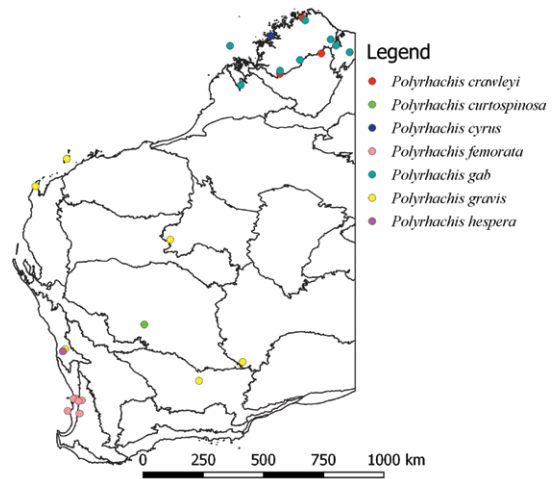 Legend
Polyrhachis crawleyi
Polyrhachis curtospinosa
Polyrhachis cyrus
Polyrhachis femorata
Polyrhachis gab
Polyrhachis gravis
Polyrhachis hespera
0 250 500 750 1000 km